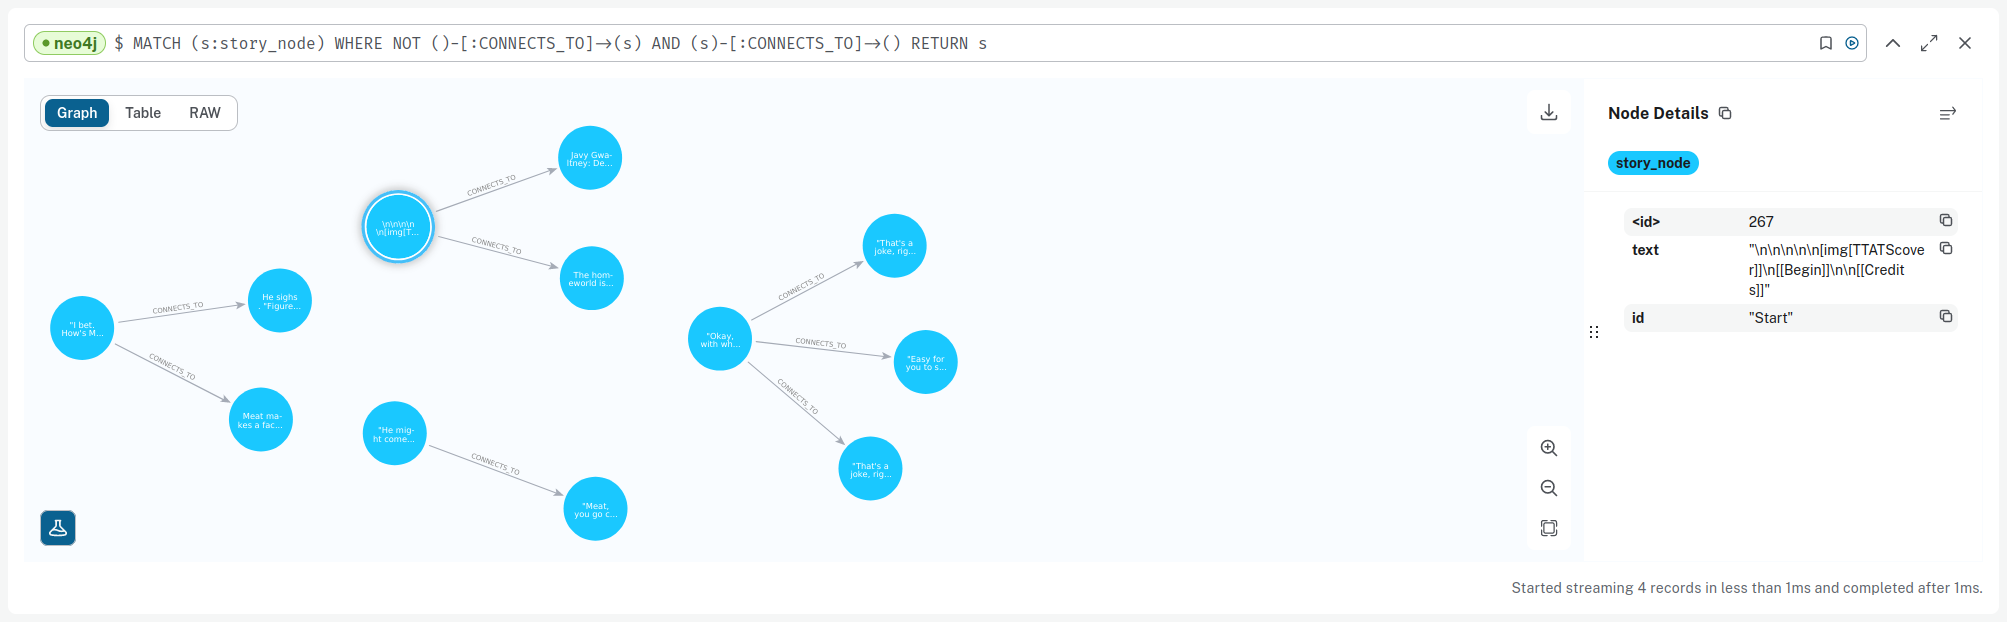 neo4j $ MATCH (s:story_node) WHERE NOT ()-[:CONNECTS_TO]->(s) AND (s)-[:CONNECTS_TO]->() RETURN s
Graph Table RAW
Javy Gwa-
ltney: De...
CONNECTS_TO
\n\n\n\n
\n[img[T...
CONNECTS_TO
The hom-
eworld is...
"I bet.
How's M...
CONNECTS_TO
He sighs
. "Figure...
CONNECTS_TO
Meat ma-
kes a fac...
"He mig-
ht come...
CONNECTS_TO
"Meat,
you go c...
"Okay,
with wh...
CONNECTS_TO
"That's a
joke, rig...
CONNECTS_TO
"Easy for
you to s...
CONNECTS_TO
"That's a
joke, rig...
Node Details
story_node
<id> 267
text "\n\n\n\n\n[img[TTATScove
r]]\n[[Begin]]\n\n[[Credit
s]]"
id "Start"
Started streaming 4 records in less than 1ms and completed after 1ms.